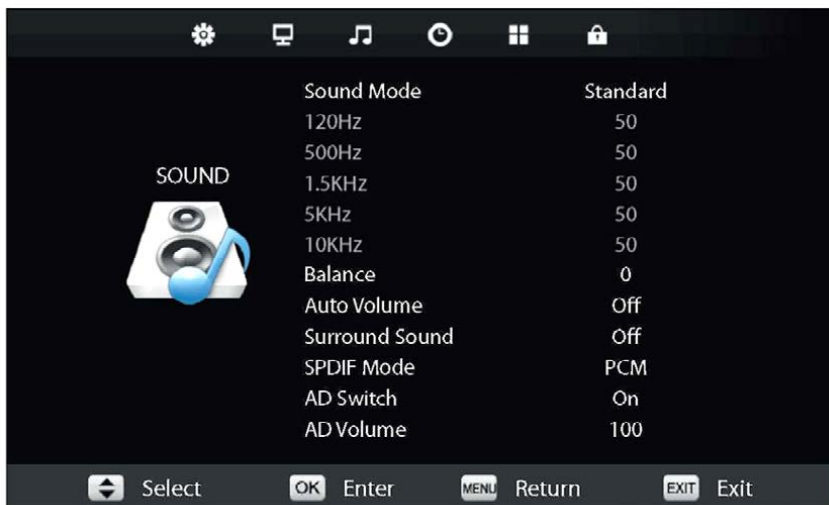 SOUND
Sound Mode Standard
120Hz 50
500Hz 50
1.5KHz 50
5KHz 50
10KHz 50
Balance 0
Auto Volume Off
Surround Sound Off
SPDIF Mode PCM
AD Switch On
AD Volume 100
Select OK Enter MENU Return EXIT Exit